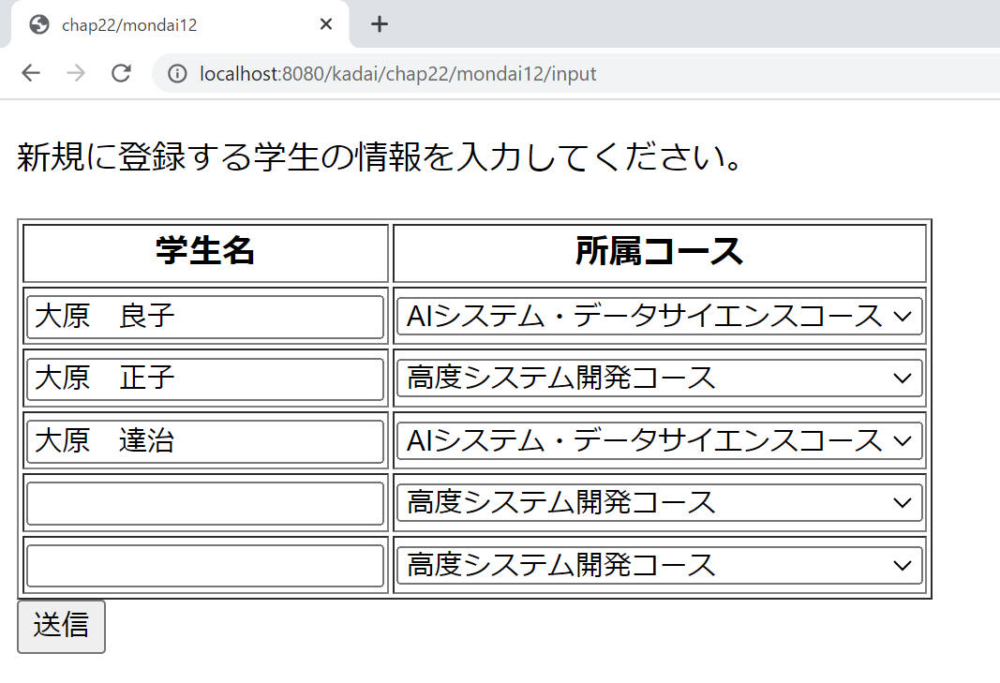 chap22/mondai12
localhost:8080/kadai/chap22/mondai12/input
新規に登録する学生の情報を入力してください。
学生名 所属コース
大原　良子 AIシステム・データサイエンスコース
大原　正子 高度システム開発コース
大原　達治 AIシステム・データサイエンスコース
高度システム開発コース
高度システム開発コース
送信